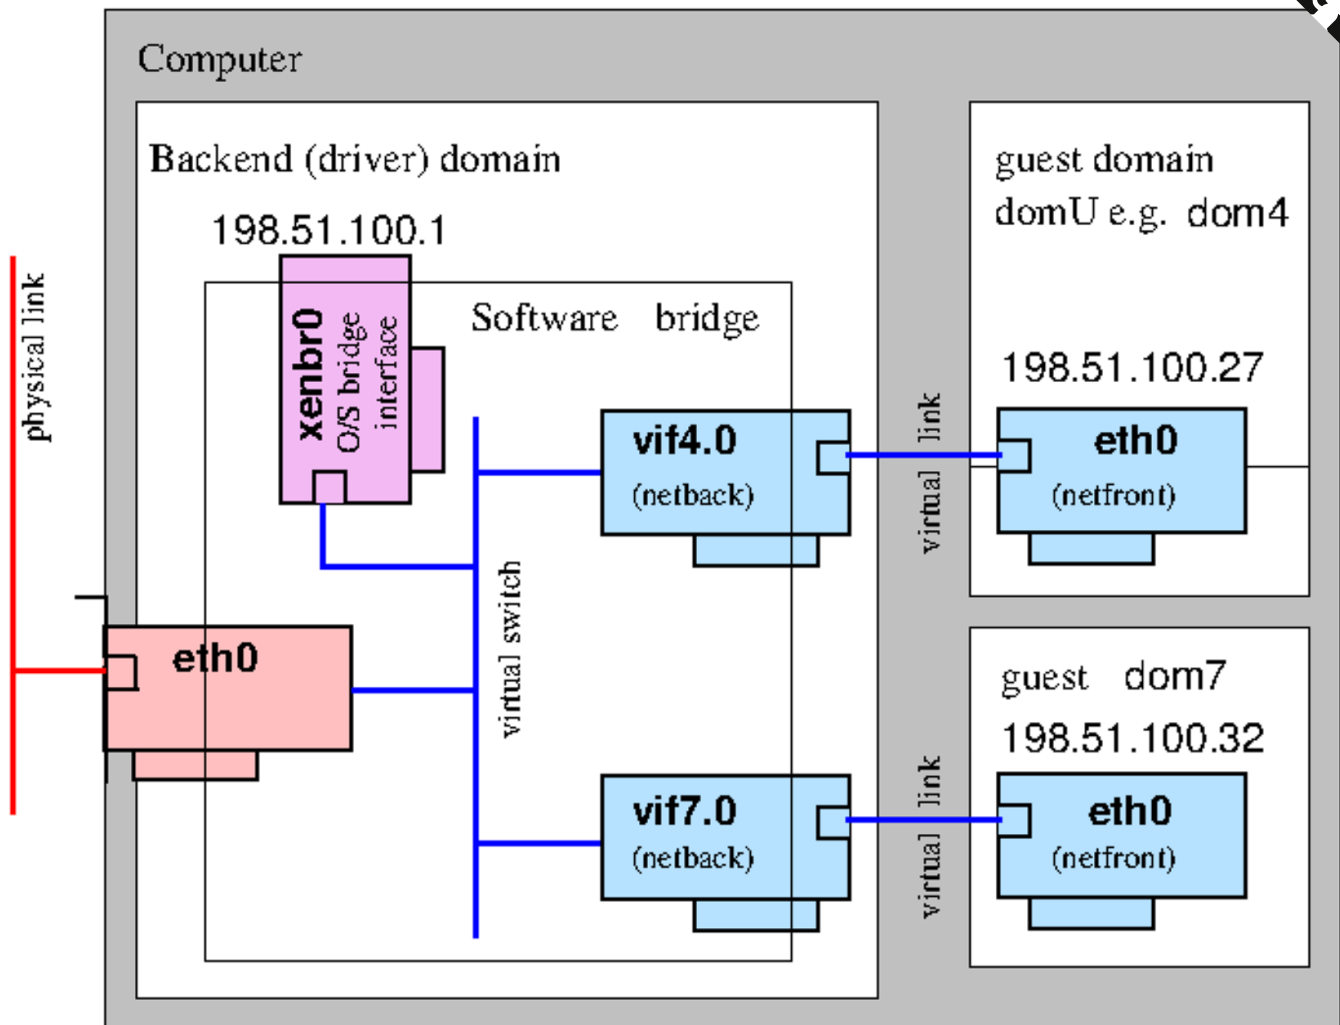 Computer
Backend (driver) domain
198.51.100.1
physical link
xenbr0
O/S bridge
interface
Software bridge
vif4.0
(netback)
virtual link
guest domain
domU e.g. dom4
198.51.100.27
eth0
(netfront)
eth0
virtual switch
vif7.0
(netback)
virtual link
guest dom7
198.51.100.32
eth0
(netfront)